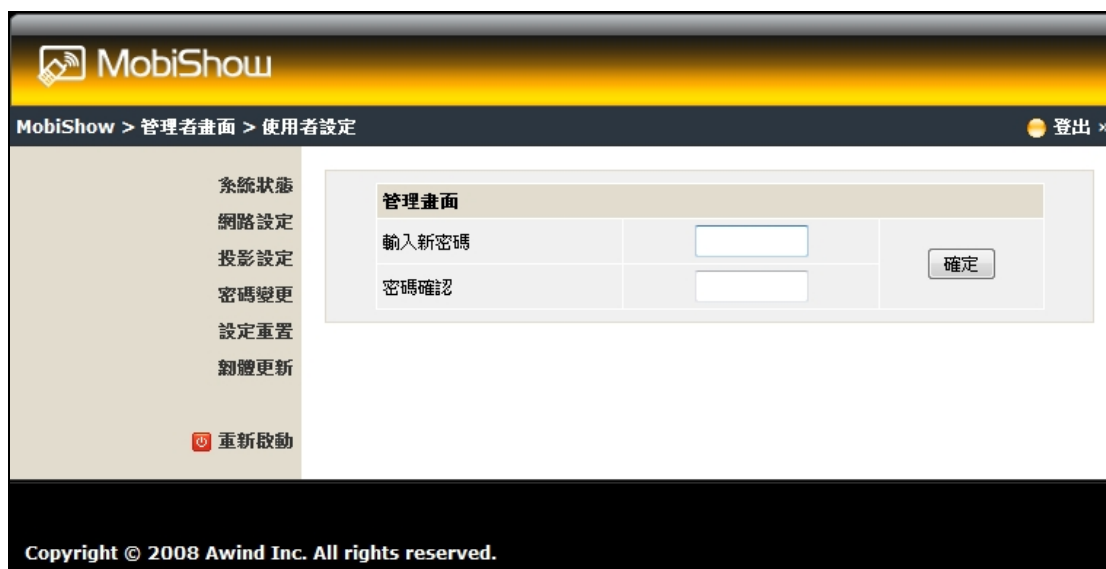 MobiShow
MobiShow > 管理者畫面 > 使用者設定
登出 »
系統狀態
網路設定
投影設定
密碼變更
設定重置
韌體更新
重新啟動
管理畫面
輸入新密碼
密碼確認
確定
Copyright © 2008 Awind Inc. All rights reserved.